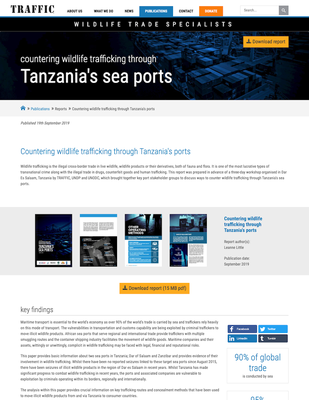 TRAFFIC
ABOUT US
WHAT WE DO
NEWS
PUBLICATIONS
CONTACT
DONATE
WILDLIFE TRADE SPECIALISTS
Download report
countering wildlife trafficking through
Tanzania's sea ports
Publications
Reports
Countering wildlife trafficking through Tanzania's ports
Published 19th September 2019
Countering wildlife trafficking through Tanzania's ports
Wildlife trafficking is the illegal cross-border trade in live wildlife, wildlife products or their derivatives, both of fauna and flora. It is one of the most lucrative types of
transnational crime along with the illegal trade in drugs, counterfeit goods and human trafficking. This report was prepared in advance of a three-day workshop organised in Dar
Es Salaam, Tanzania by TRAFFIC, UNDP and UNODC, which brought together key port stakeholder groups to discuss ways to counter wildlife trafficking through Tanzania's sea
ports.
Countering wildlife
trafficking through
Tanzania's ports
Report author(s):
Leanne Little
Publication date:
September 2019
Download report (15 MB pdf)
key findings
Maritime transport is essential to the world's economy as over 90% of the world's trade is carried by sea and traffickers rely heavily
on this mode of transport. The vulnerabilities in transportation and customs capability are being exploited by criminal traffickers to
move illicit wildlife products. African sea ports that serve regional and international trade provide traffickers with multiple
smuggling routes and the container shipping industry facilitates the movement of wildlife goods. Maritime companies and their
assets, wittingly or unwittingly, complicit in wildlife trafficking may be faced with legal, financial and reputational risks.
This paper provides basic information about two sea ports in Tanzania, Dar of Salaam and Zanzibar and provides evidence of their
involvement in wildlife trafficking. Whilst there have been no reported seizures linked to these target sea ports since August 2015,
there have been seizures of illicit wildlife products in the region of Dar es Salaam in recent years. Whilst Tanzania has made
significant progress to combat wildlife trafficking in recent years, the ports and associated companies are vulnerable to
exploitation by criminals operating within its borders, regionally and internationally.
The analysis within this paper provides crucial information on key trafficking routes and concealment methods that have been used
to move illicit wildlife products from and via Tanzania to consumer countries.
Facebook
Twitter
LinkedIn
Tumblr
90% of global
trade
is conducted by sea